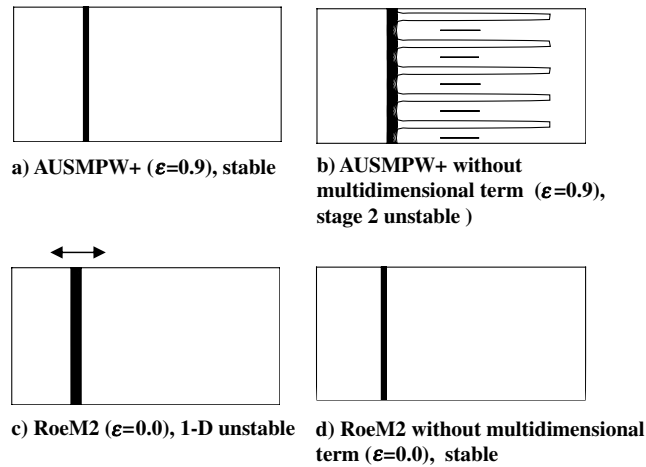 a) AUSMPW+ (ε=0.9), stable
b) AUSMPW+ without
multidimensional term (ε=0.9),
stage 2 unstable )
c) RoeM2 (ε=0.0), 1-D unstable
d) RoeM2 without multidimensional
term (ε=0.0), stable